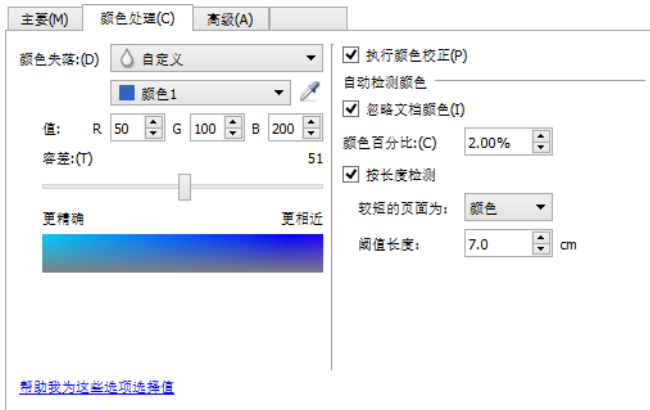 主要(M) 颜色处理(C) 高级(A)
颜色失落:(D) 自定义
颜色1
值: R 50 G 100 B 200
容差:(T) 51
更精确 更相近
帮助我为这些选项选择值
执行颜色校正(P)
自动检测颜色
忽略文档颜色(I)
颜色百分比:(C) 2.00%
按长度检测
较短的页面为: 颜色
阈值长度: 7.0 cm